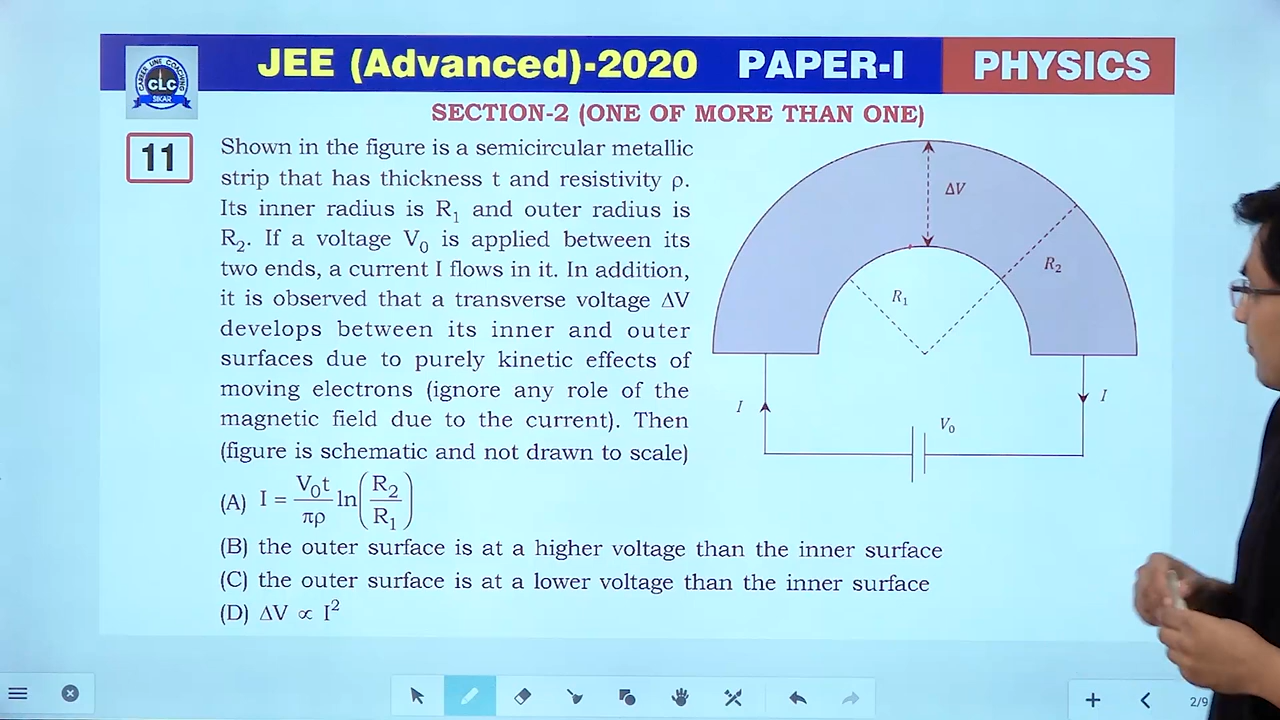 JEE (Advanced)-2020 PAPER-I PHYSICS
CAREER LINE COACHING
CLC
SIKAR
SECTION-2 (ONE OF MORE THAN ONE)
11
Shown in the figure is a semicircular metallic
strip that has thickness t and resistivity ρ.
Its inner radius is R₁ and outer radius is
R₂. If a voltage V₀ is applied between its
two ends, a current I flows in it. In addition,
it is observed that a transverse voltage ΔV
develops between its inner and outer
surfaces due to purely kinetic effects of
moving electrons (ignore any role of the
magnetic field due to the current). Then
(figure is schematic and not drawn to scale)
(A) I = V₀t/πρ ln(R₂/R₁)
(B) the outer surface is at a higher voltage than the inner surface
(C) the outer surface is at a lower voltage than the inner surface
(D) ΔV ∝ I²
ΔV
R₂
R₁
I
I
V₀
2/9